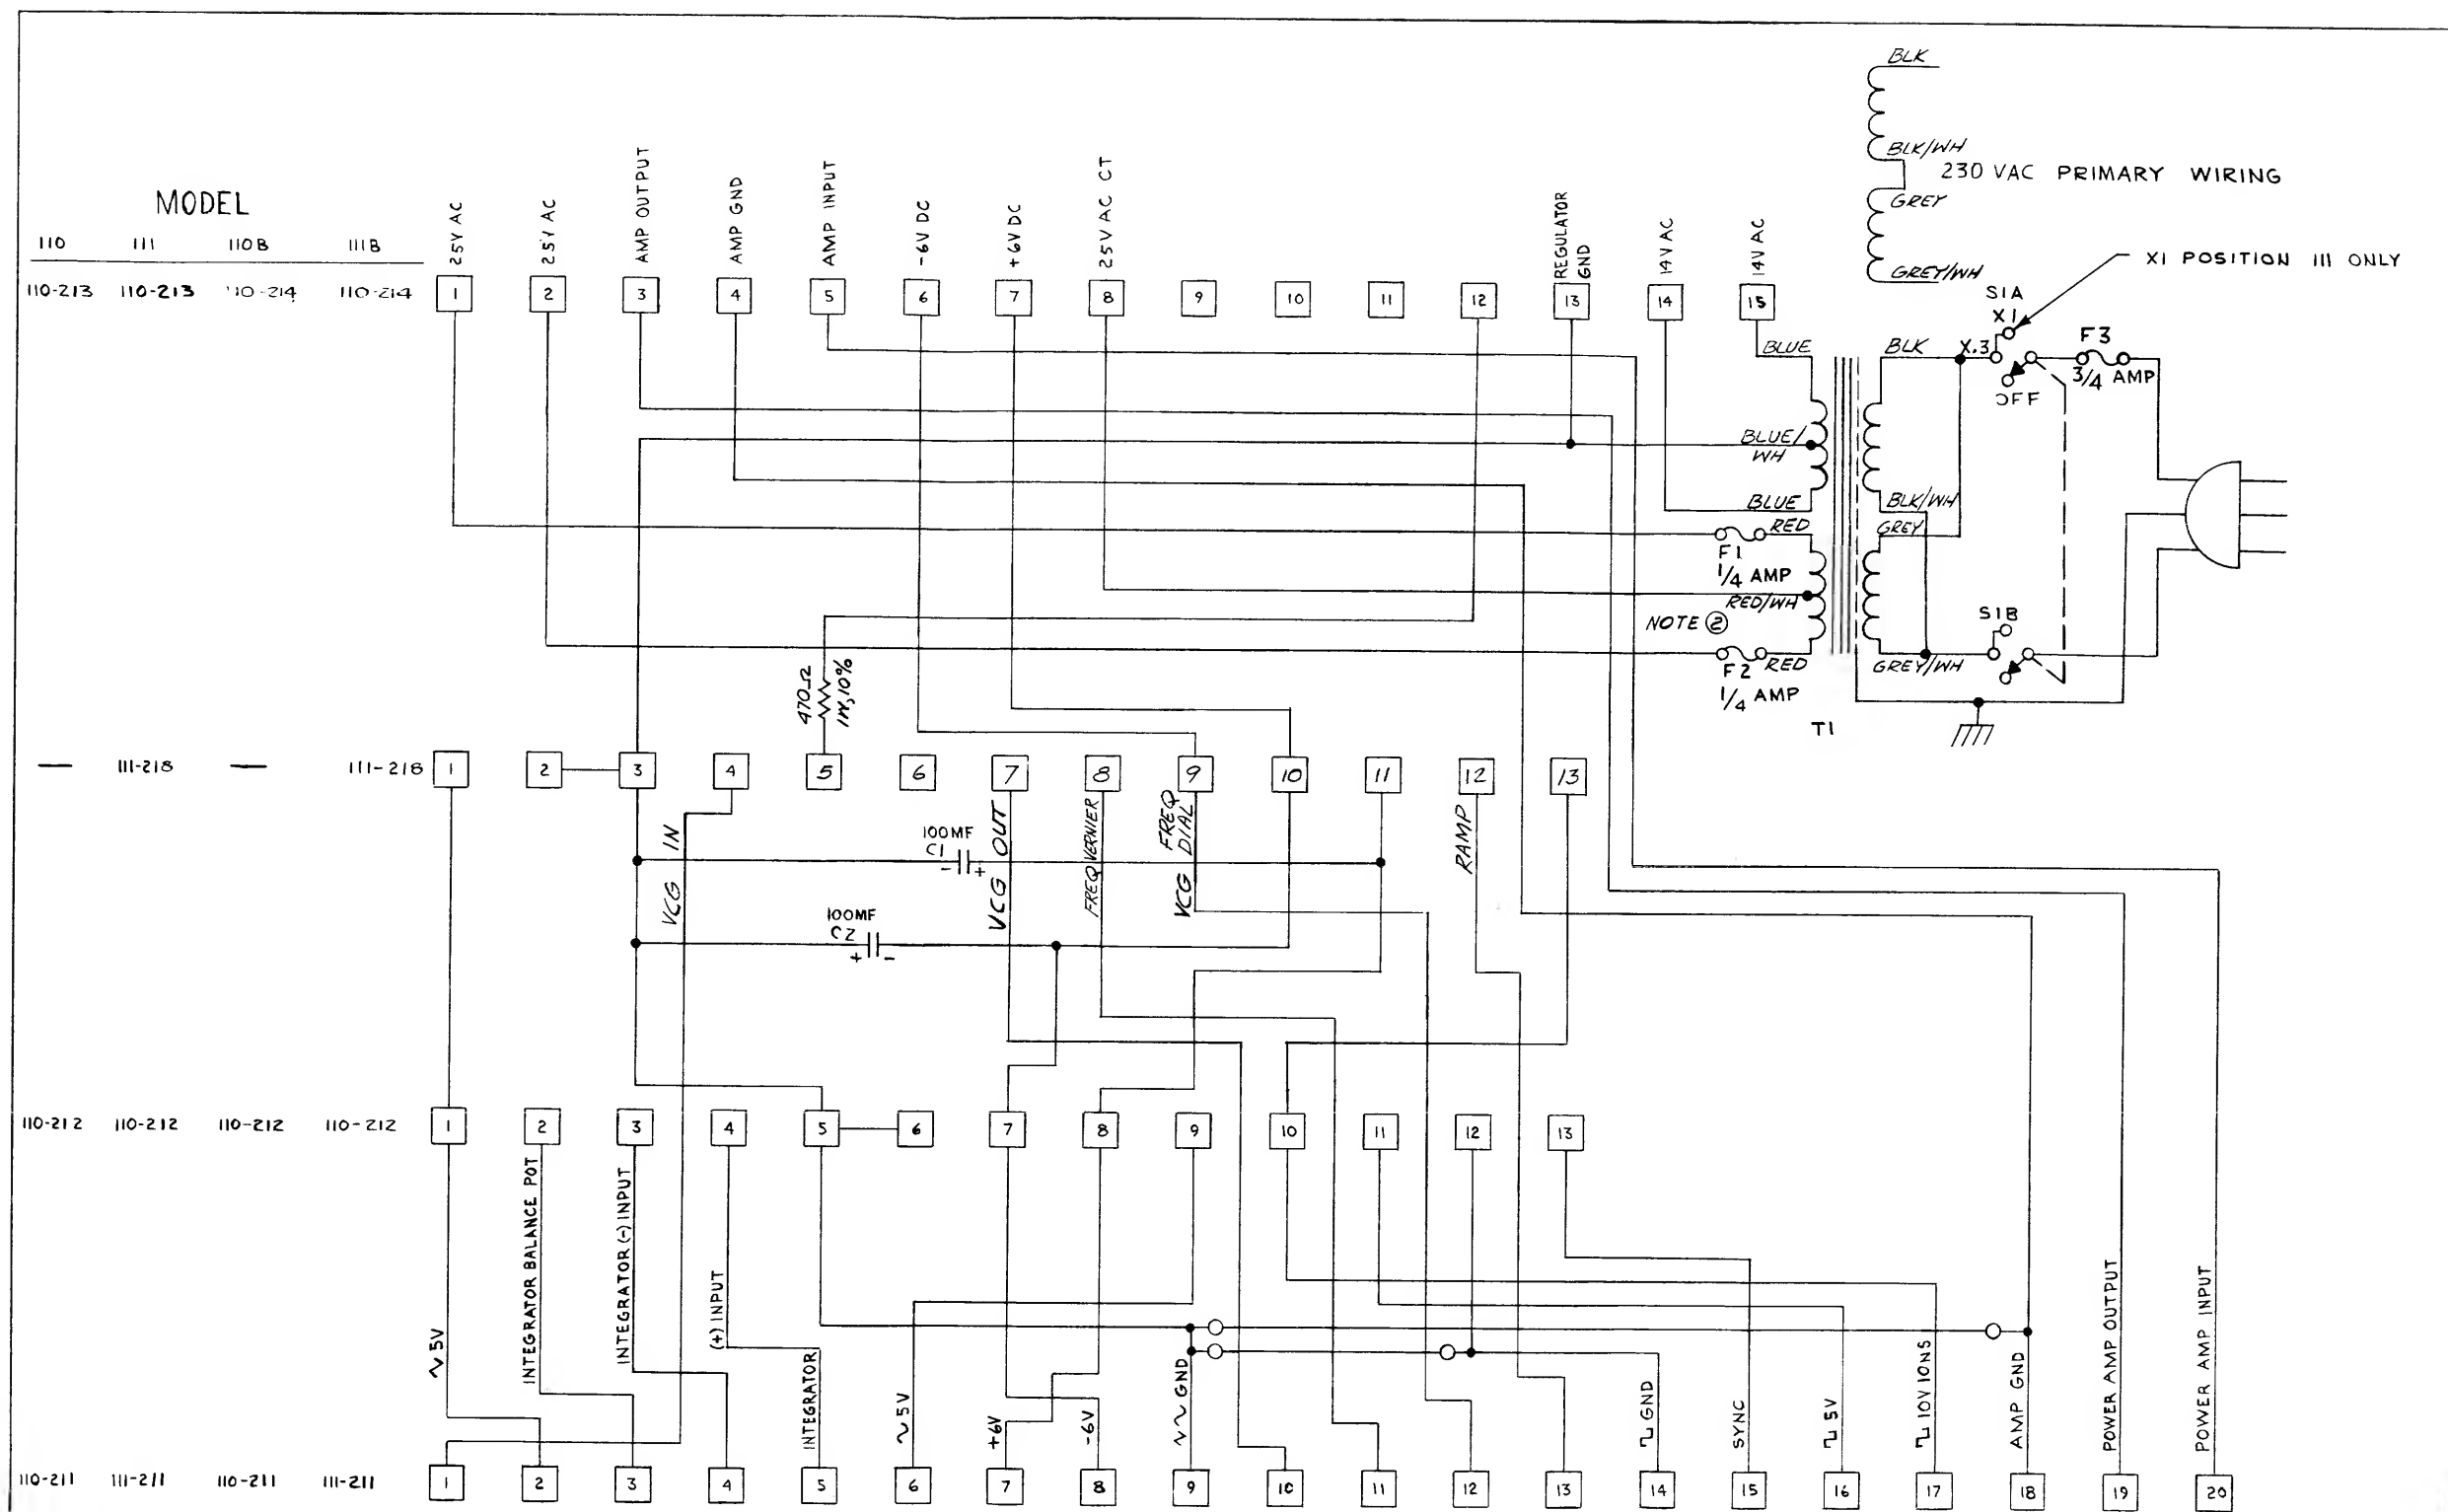 BLK
BLK/WH
230 VAC PRIMARY WIRING
GREY
GREY/WH
X1 POSITION 111 ONLY
MODEL
110 111 110B 111B
25V AC
25V AC
AMP OUTPUT
AMP GND
AMP INPUT
-6V DC
+6V DC
25V AC CT
REGULATOR
GND
14V AC
14V AC
110-213 110-213 110-214 110-214 1 2 3 4 5 6 7 8 9 10 11 12 13 14 15
S1A
X1
X.3
OFF
F3
3/4 AMP
BLUE
BLK
BLUE/
WH
BLUE
BLK/WH
RED
GREY
F1
1/4 AMP
RED/WH
NOTE 2
S1B
RED
GREY/WH
F2
1/4 AMP
T1
470Ω
1W, 10%
— 111-218 — 111-218 1 2 3 4 5 6 7 8 9 10 11 12 13
VCG IN
100MF
C1
- +
VCG OUT
FREQ VERNIER
FREQ
DIAL
VCG
RAMP
100MF
C2
+ -
110-212 110-212 110-212 110-212 1 2 3 4 5 6 7 8 9 10 11 12 13
∿ 5V
INTEGRATOR BALANCE POT
INTEGRATOR (-) INPUT
(+) INPUT
INTEGRATOR
∿ 5V
+6V
-6V
∿∿ GND
GND
SYNC
5V
10V 10NS
AMP GND
POWER AMP OUTPUT
POWER AMP INPUT
110-211 111-211 110-211 111-211 1 2 3 4 5 6 7 8 9 10 11 12 13 14 15 16 17 18 19 20